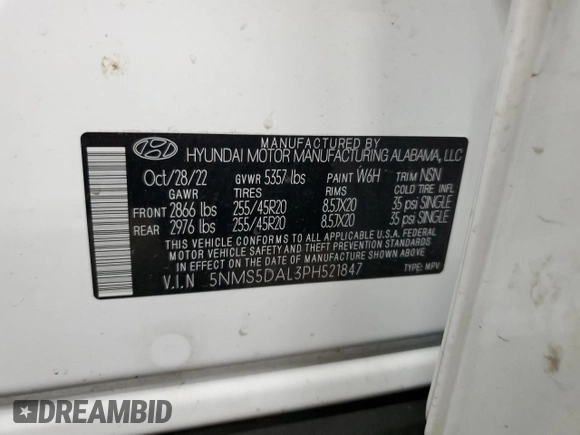 MANUFACTURED BY
HYUNDAI MOTOR MANUFACTURING ALABAMA, LLC
Oct/28/22 GVWR 5357 lbs PAINT W6H TRIM NSN
GAWR TIRES RIMS COLD TIRE INFL
FRONT 2866 lbs 255/45R20 8.5JX20 35 psi SINGLE
REAR 2976 lbs 255/45R20 8.5JX20 35 psi SINGLE
THIS VEHICLE CONFORMS TO ALL APPLICABLE U.S.A. FEDERAL
MOTOR VEHICLE SAFETY, BUMPER, AND THEFT PREVENTION STANDARDS
IN EFFECT ON THE DATE OF MANUFACTURE SHOWN ABOVE.
V.I.N 5NMS5DAL3PH521847 TYPE: MPV
DREAMBID